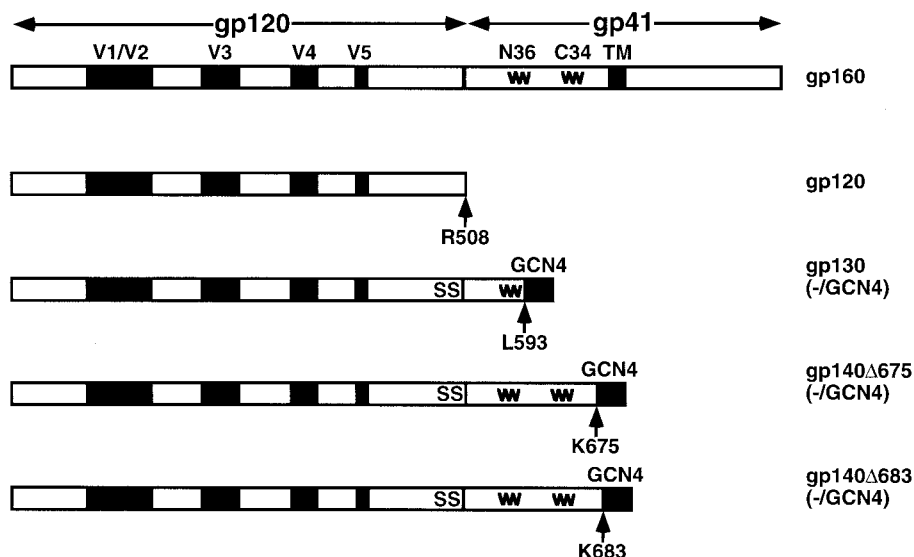 gp120 gp41
V1/V2 V3 V4 V5 N36 C34 TM
gp160
gp120
R508
GCN4
gp130
(-/GCN4)
SS
L593
GCN4
gp140Δ675
(-/GCN4)
SS
K675
GCN4
gp140Δ683
(-/GCN4)
SS
K683